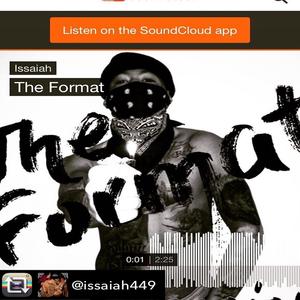 Listen on the SoundCloud app
Issaiah
The Format
The
Format
0:01 | 2:25
@issaiah449